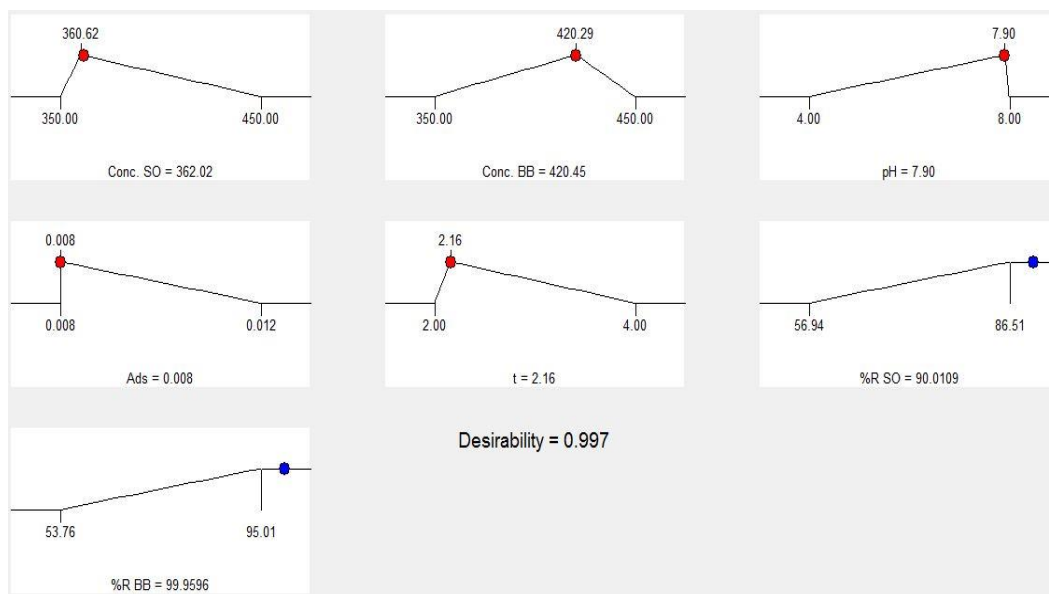 360.62
350.00 450.00
Conc. SO = 362.02
420.29
350.00 450.00
Conc. BB = 420.45
7.90
4.00 8.00
pH = 7.90
0.008
0.008 0.012
Ads = 0.008
2.16
2.00 4.00
t = 2.16
56.94 86.51
%R SO = 90.0109
53.76 95.01
%R BB = 99.9596
Desirability = 0.997